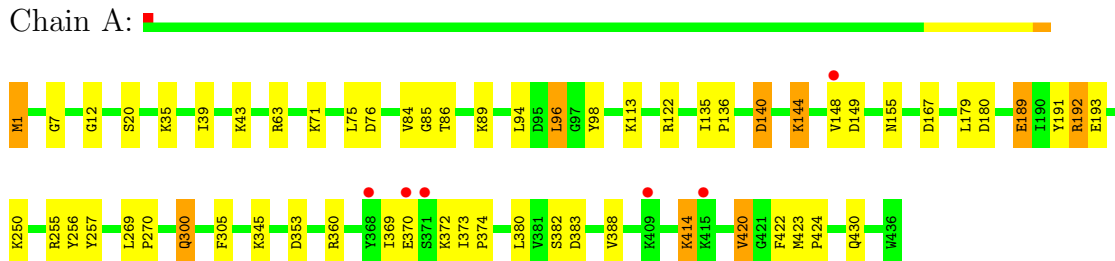 Chain A:
M1 G7 G12 S20 K35 I39 K43 R63 K71 L75 D76 V84 G85 T86 K89 L94 D95 L96 G97 Y98 K113 R122 I135 P136 D140 K144 V148 D149 N155 D167 L179 D180 E189 I190 Y191 R192 E193
K250 R255 Y256 Y257 L269 P270 Q300 F305 K345 D353 R360 Y368 I369 E370 S371 K372 I373 P374 L380 V381 S382 D383 V388 K409 K414 K415 V420 G421 F422 M423 P424 Q430 W436